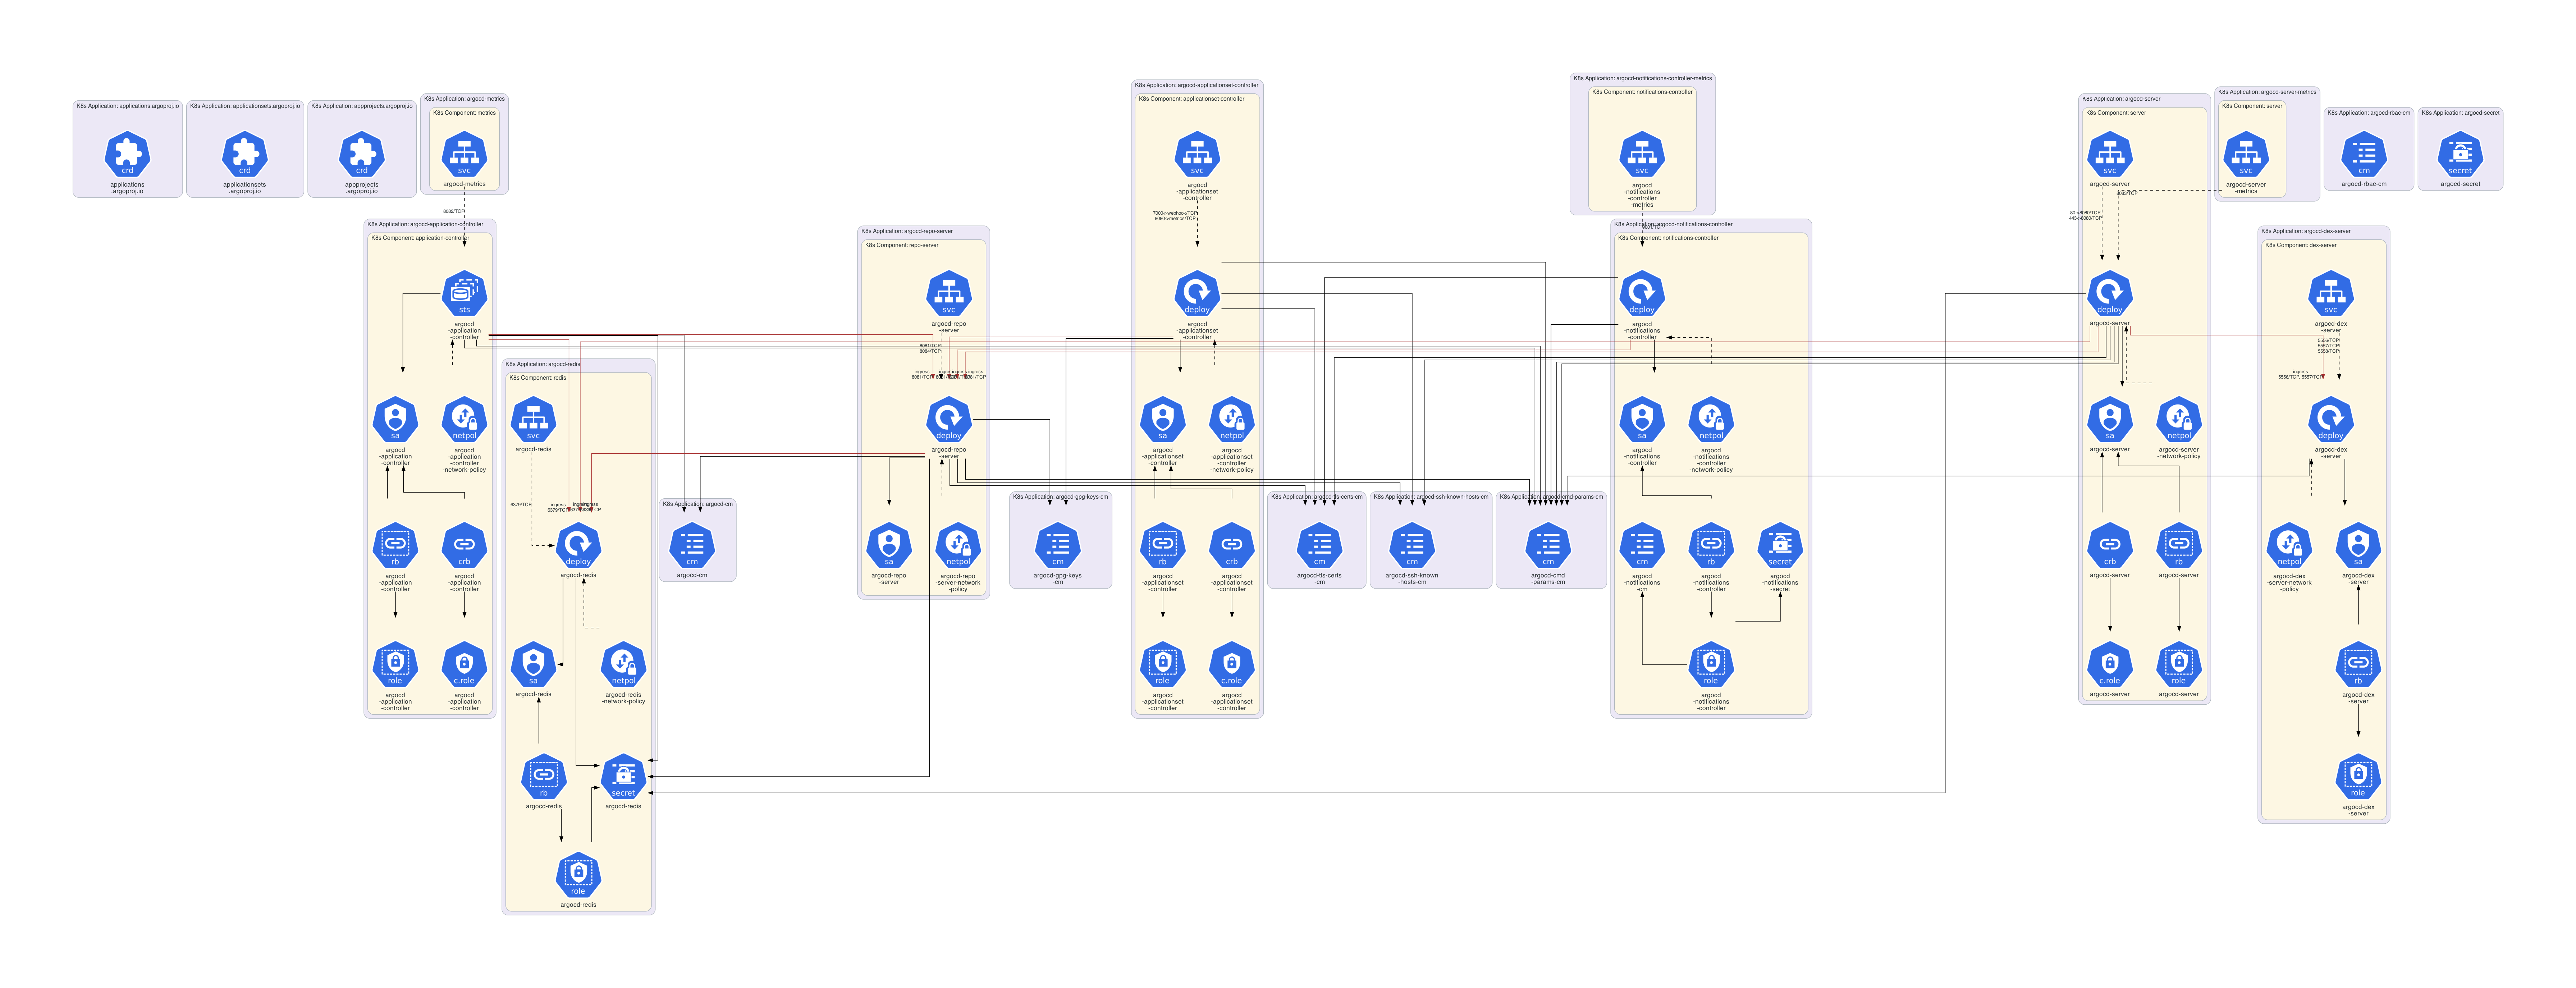 K8s Application: applications.argoproj.io
crd
applications
.argoproj.io
K8s Application: applicationsets.argoproj.io
crd
applicationsets
.argoproj.io
K8s Application: appprojects.argoproj.io
crd
appprojects
.argoproj.io
K8s Application: argocd-metrics
K8s Component: metrics
svc
argocd-metrics
8082/TCP
K8s Application: argocd-application-controller
K8s Component: application-controller
sts
argocd
-application
-controller
sa
argocd
-application
-controller
netpol
argocd
-application
-controller
-network-policy
rb
argocd
-application
-controller
crb
argocd
-application
-controller
role
argocd
-application
-controller
c.role
argocd
-application
-controller
K8s Application: argocd-redis
K8s Component: redis
svc
argocd-redis
6379/TCP
ingress
6379/TCP
deploy
argocd-redis
sa
argocd-redis
netpol
argocd-redis
-network-policy
rb
argocd-redis
secret
argocd-redis
role
argocd-redis
K8s Application: argocd-cm
cm
argocd-cm
K8s Application: argocd-repo-server
K8s Component: repo-server
svc
argocd-repo
-server
8081/TCP
8084/TCP
ingress
8081/TCP
ingress
deploy
argocd-repo
-server
sa
argocd-repo
-server
netpol
argocd-repo
-server-network
-policy
K8s Application: argocd-gpg-keys-cm
cm
argocd-gpg-keys
-cm
K8s Application: argocd-applicationset-controller
K8s Component: applicationset-controller
svc
argocd
-applicationset
-controller
7000->webhook/TCP
8080->metrics/TCP
deploy
argocd
-applicationset
-controller
sa
argocd
-applicationset
-controller
netpol
argocd
-applicationset
-controller
-network-policy
rb
argocd
-applicationset
-controller
crb
argocd
-applicationset
-controller
role
argocd
-applicationset
-controller
c.role
argocd
-applicationset
-controller
K8s Application: argocd-tls-certs-cm
cm
argocd-tls-certs
-cm
K8s Application: argocd-ssh-known-hosts-cm
cm
argocd-ssh-known
-hosts-cm
K8s Application: argocd-cmd-params-cm
cm
argocd-cmd
-params-cm
K8s Application: argocd-notifications-controller-metrics
K8s Component: notifications-controller
svc
argocd
-notifications
-controller
-metrics
K8s Application: argocd-notifications-controller
K8s Component: notifications-controller
deploy
argocd
-notifications
-controller
sa
argocd
-notifications
-controller
netpol
argocd
-notifications
-controller
-network-policy
cm
argocd
-notifications
-cm
rb
argocd
-notifications
-controller
secret
argocd
-notifications
-secret
role
argocd
-notifications
-controller
K8s Application: argocd-server
K8s Component: server
svc
argocd-server
80->8080/TCP
443->8080/TCP
8083/TCP
deploy
argocd-server
sa
argocd-server
netpol
argocd-server
-network-policy
crb
argocd-server
rb
argocd-server
c.role
argocd-server
role
argocd-server
K8s Application: argocd-server-metrics
K8s Component: server
svc
argocd-server
-metrics
K8s Application: argocd-rbac-cm
cm
argocd-rbac-cm
K8s Application: argocd-secret
secret
argocd-secret
K8s Application: argocd-dex-server
K8s Component: dex-server
svc
argocd-dex
-server
5556/TCP
5557/TCP
5558/TCP
ingress
5556/TCP, 5557/TCP
deploy
argocd-dex
-server
netpol
argocd-dex
-server-network
-policy
sa
argocd-dex
-server
rb
argocd-dex
-server
role
argocd-dex
-server